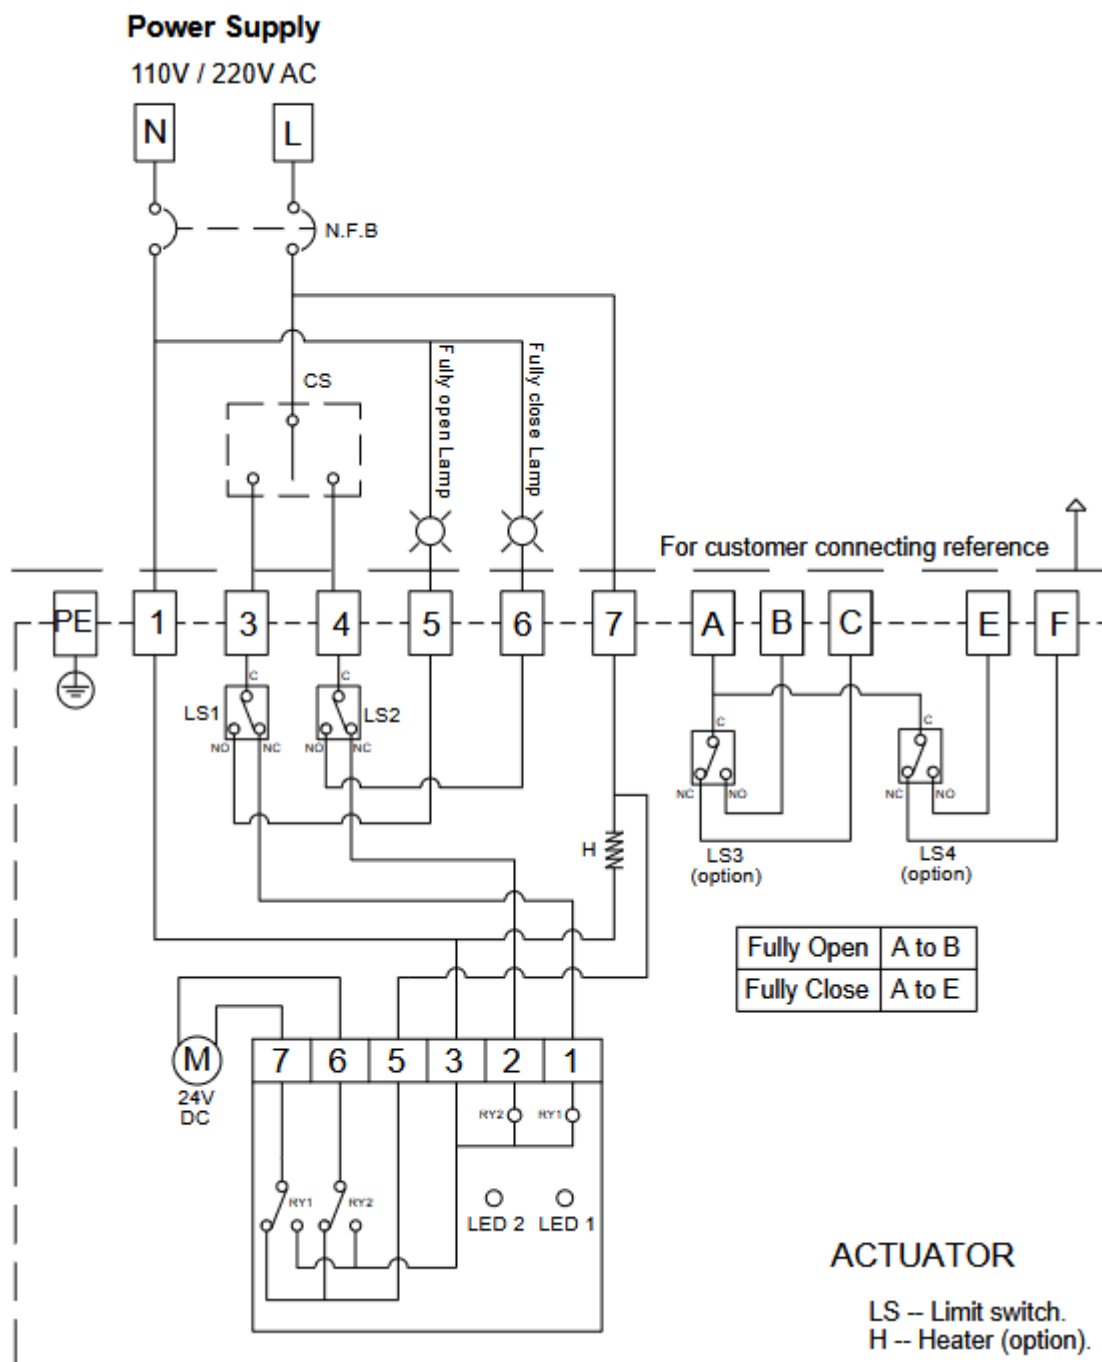 Power Supply
110V / 220V AC
N L
N.F.B
CS
Fully open Lamp
Fully close Lamp
For customer connecting reference
PE 1 3 4 5 6 7 A B C E F
C C
LS1 LS2
NO NC NO NC
C C
NC NO NC NO
LS3
(option)
LS4
(option)
H
Fully Open A to B
Fully Close A to E
M
24V
DC
7 6 5 3 2 1
RY2 RY1
RY1 RY2
LED 2 LED 1
ACTUATOR
LS -- Limit switch.
H -- Heater (option).